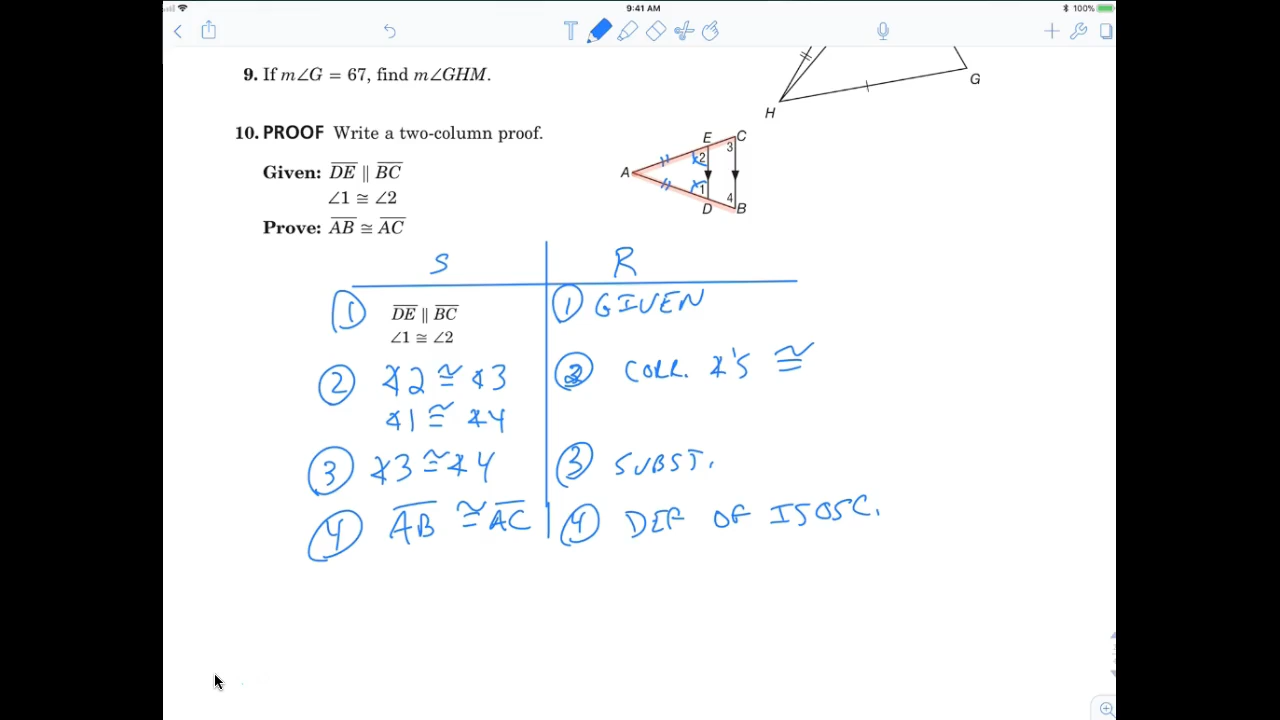 9:41 AM
100%
9. If m∠G = 67, find m∠GHM.
H
G
10. PROOF Write a two-column proof.
Given: DE ∥ BC
∠1 ≅ ∠2
Prove: AB ≅ AC
E C
2 3
A
1 4
D B
S R
① DE ∥ BC ① GIVEN
∠1 ≅ ∠2
② ∡2 ≅ ∡3 ② CORR. ∡'S ≅
∡1 ≅ ∡4
③ ∡3 ≅ ∡4 ③ SUBST.
④ AB ≅ AC ④ DEF OF ISOSC.